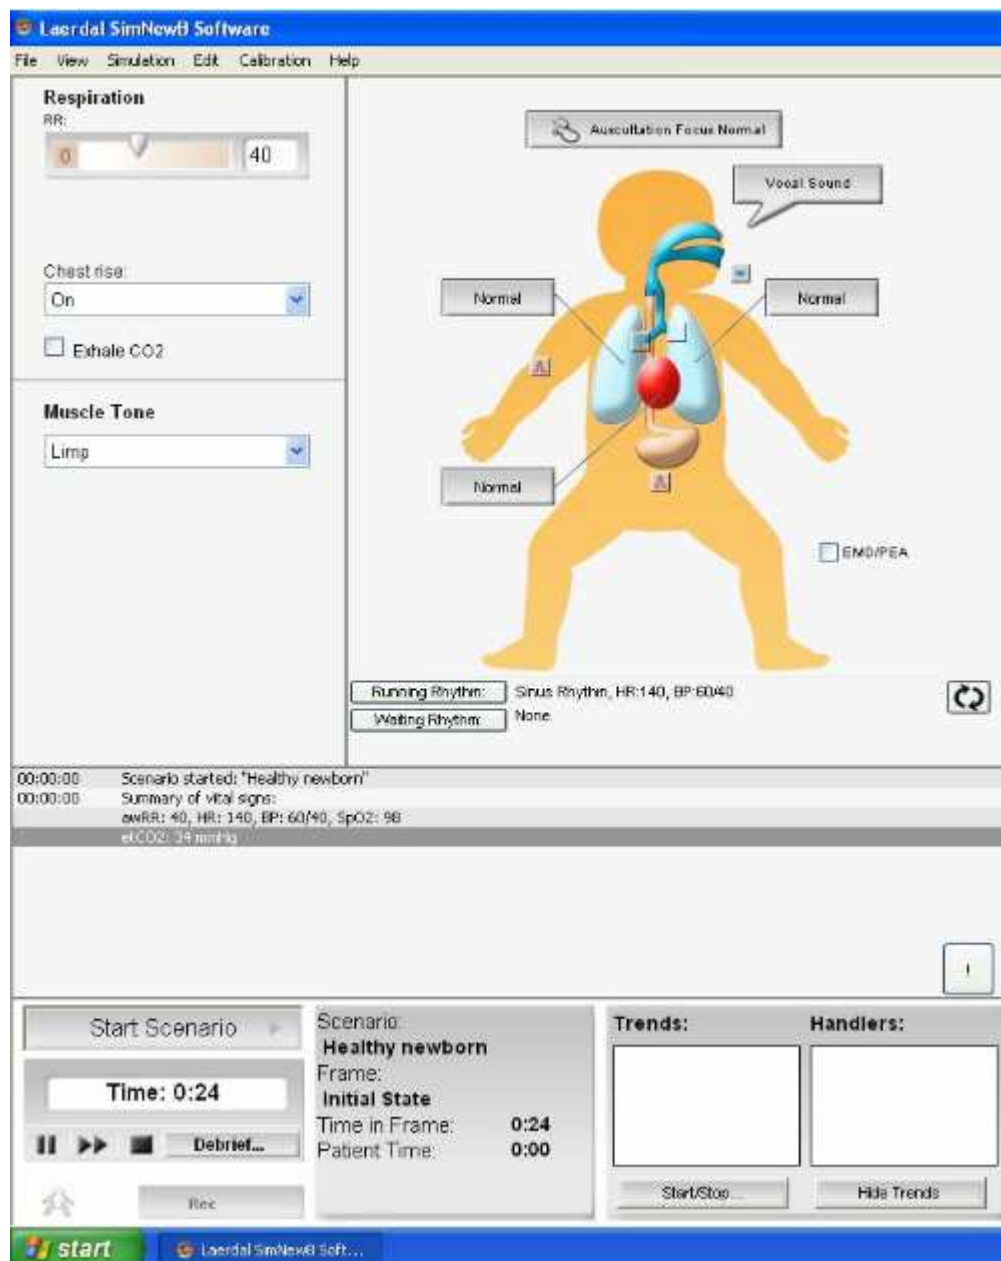 Laerdal SimNewB Software
File View Simulation Edit Calibration Help
Respiration
RR:
0
40
Chest rise:
On
Exhale CO2
Muscle Tone
Limp
Auscultation Focus Normal
Vocal Sound
Normal
Normal
Normal
EMD/PEA
Running Rhythm: Sinus Rhythm, HR:140, BP:60/40
Waiting Rhythm: None
00:00:00 Scenario started: "Healthy newborn"
00:00:00 Summary of vital signs:
awRR: 40, HR: 140, BP: 60/40, SpO2: 98
etCO2: 34 mmHg
!
Start Scenario
Time: 0:24
Debrief...
Rec
Scenario:
Healthy newborn
Frame:
Initial State
Time in Frame: 0:24
Patient Time: 0:00
Trends: Handlers:
Start/Stop... Hide Trends
start Laerdal SimNewB Soft...